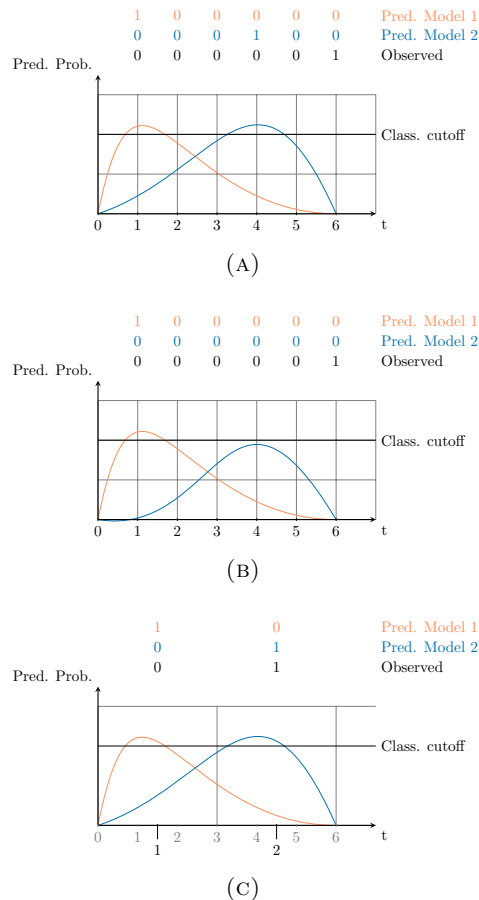 1 0 0 0 0 0 Pred. Model 1
0 0 0 1 0 0 Pred. Model 2
0 0 0 0 0 1 Observed
Pred. Prob.
Class. cutoff
0 1 2 3 4 5 6 t
(A)
1 0 0 0 0 0 Pred. Model 1
0 0 0 0 0 0 Pred. Model 2
0 0 0 0 0 1 Observed
Pred. Prob.
Class. cutoff
0 1 2 3 4 5 6 t
(B)
1 0 Pred. Model 1
0 1 Pred. Model 2
0 1 Observed
Pred. Prob.
Class. cutoff
0 1 2 3 4 5 6 t
1 2
(C)